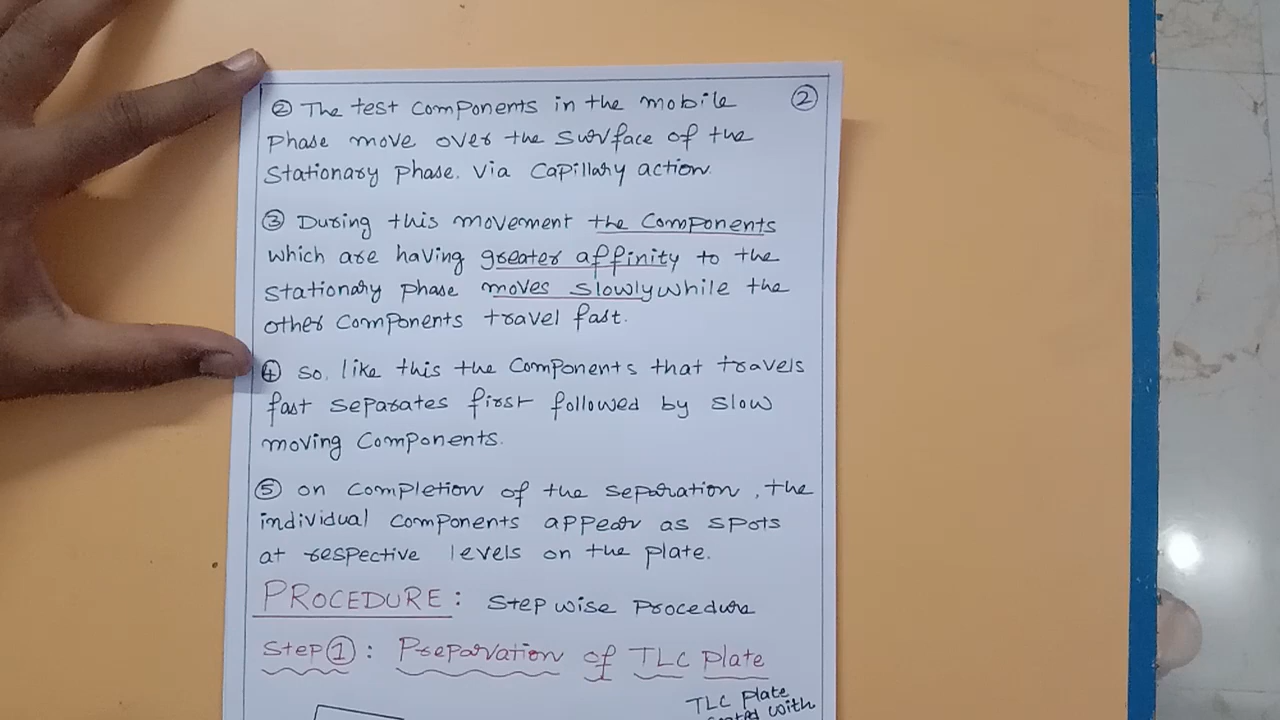 ② The test components in the mobile
②
phase move over the surface of the
stationary phase. via capillary action.
③ During this movement the components
which are having greater affinity to the
stationary phase moves slowly while the
other components travel fast.
④ so, like this the components that travels
fast separates first followed by slow
moving components.
⑤ on completion of the separation, the
individual components appear as spots
at respective levels on the plate.
PROCEDURE: Step wise procedure
Step ①: Preparation of TLC plate
TLC plate
with